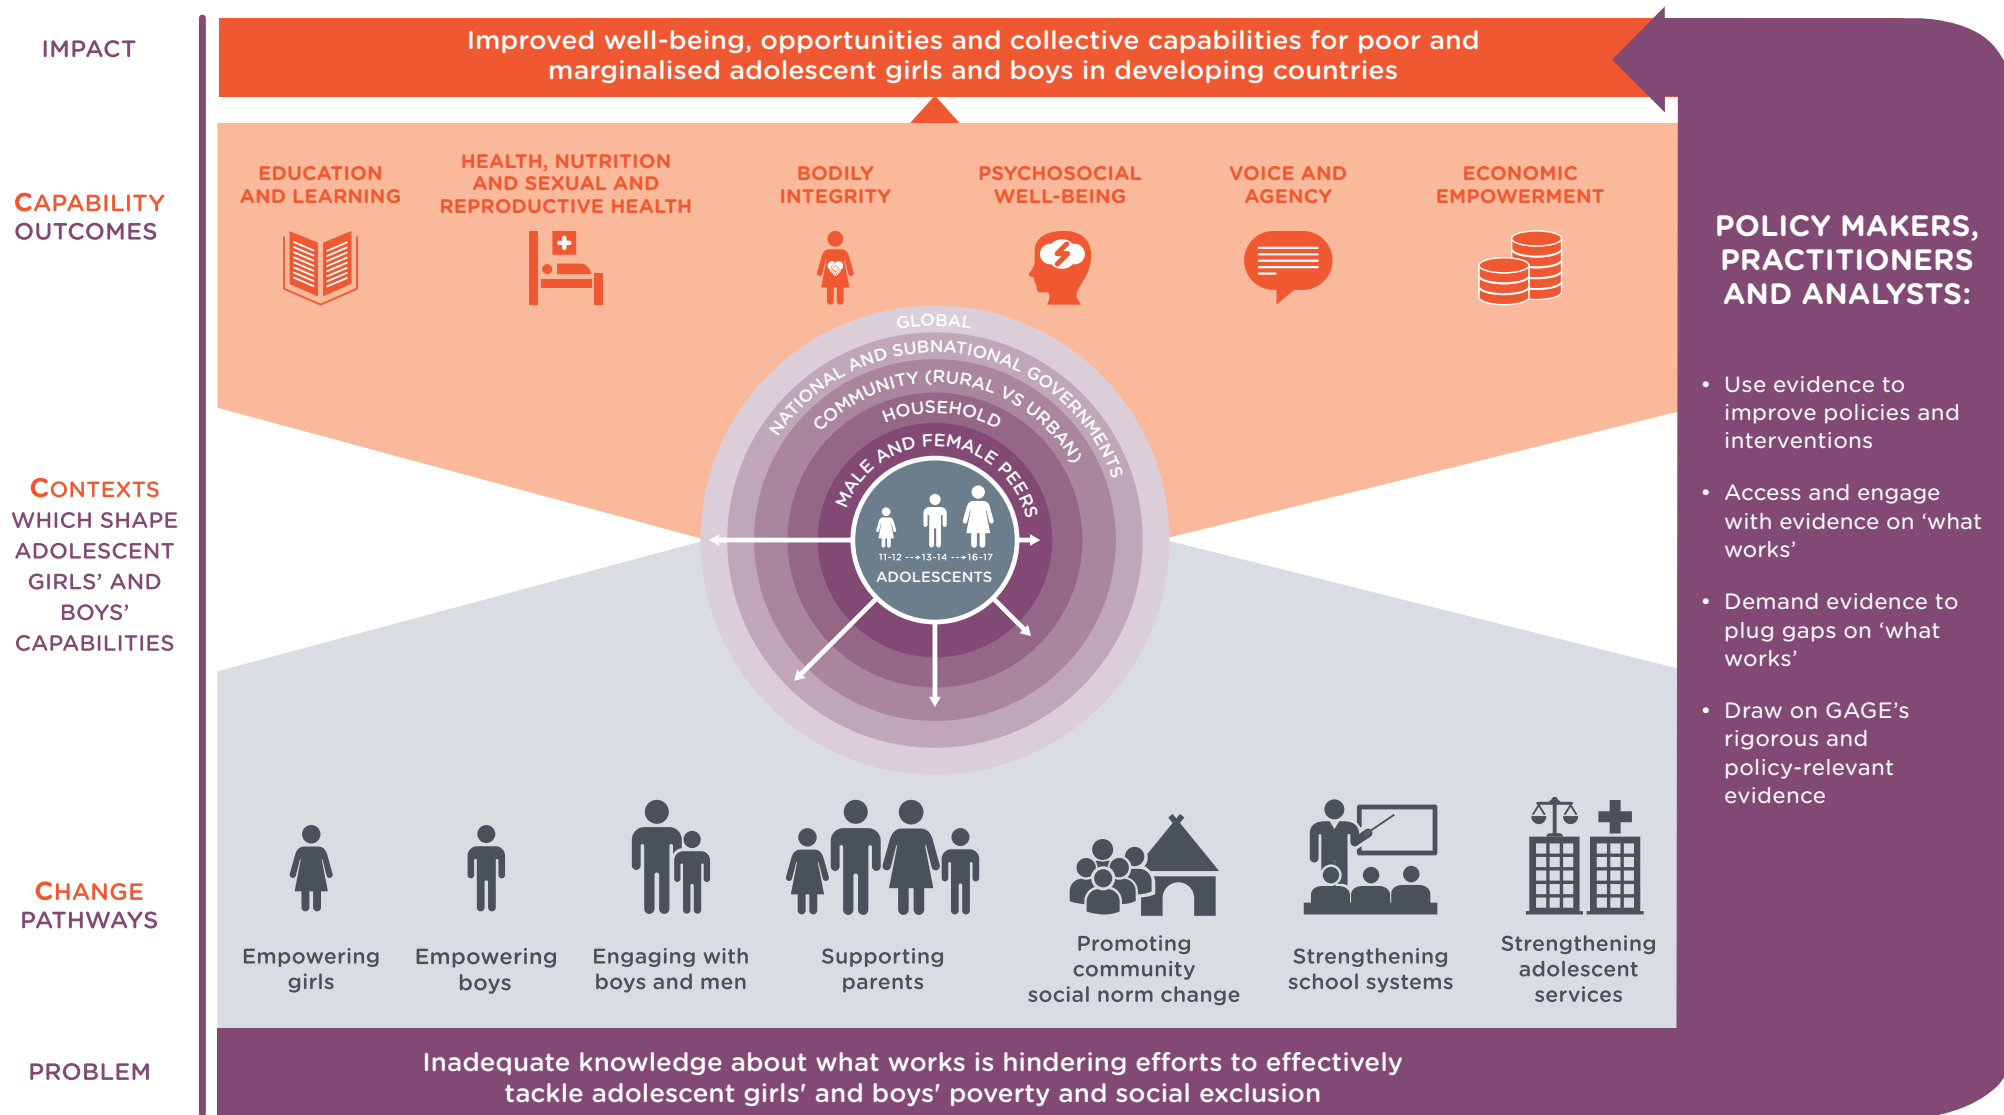 IMPACT
Improved well-being, opportunities and collective capabilities for poor and
marginalised adolescent girls and boys in developing countries
CAPABILITY
OUTCOMES
EDUCATION
AND LEARNING
HEALTH, NUTRITION
AND SEXUAL AND
REPRODUCTIVE HEALTH
BODILY
INTEGRITY
PSYCHOSOCIAL
WELL-BEING
VOICE AND
AGENCY
ECONOMIC
EMPOWERMENT
CONTEXTS
WHICH SHAPE
ADOLESCENT
GIRLS’ AND
BOYS’
CAPABILITIES
GLOBAL
NATIONAL AND SUBNATIONAL GOVERNMENTS
COMMUNITY (RURAL VS URBAN)
HOUSEHOLD
MALE AND FEMALE PEERS
11-12 --→13-14 --→16-17
ADOLESCENTS
CHANGE
PATHWAYS
Empowering
girls
Empowering
boys
Engaging with
boys and men
Supporting
parents
Promoting
community
social norm change
Strengthening
school systems
Strengthening
adolescent
services
PROBLEM
Inadequate knowledge about what works is hindering efforts to effectively
tackle adolescent girls' and boys' poverty and social exclusion
POLICY MAKERS,
PRACTITIONERS
AND ANALYSTS:
• Use evidence to
improve policies and
interventions
• Access and engage
with evidence on ‘what
works’
• Demand evidence to
plug gaps on ‘what
works’
• Draw on GAGE’s
rigorous and
policy-relevant
evidence